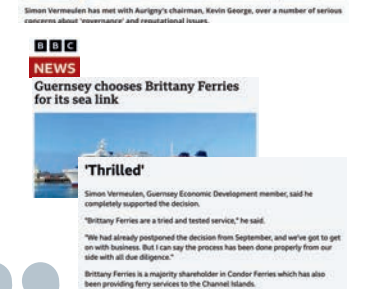 Simon Vermeulen has met with Aurigny's chairman, Kevin George, over a number of serious
concerns about 'governance' and reputational issues.
BBC
NEWS
Guernsey chooses Brittany Ferries
for its sea link
'Thrilled'
Simon Vermeulen, Guernsey Economic Development member, said he
completely supported the decision.
"Brittany Ferries are a tried and tested service," he said.
"We had already postponed the decision from September, and we've got to get
on with business. But I can say the process has been done properly from our
side with all due diligence."
Brittany Ferries is a majority shareholder in Condor Ferries which has also
been providing ferry services to the Channel Islands.